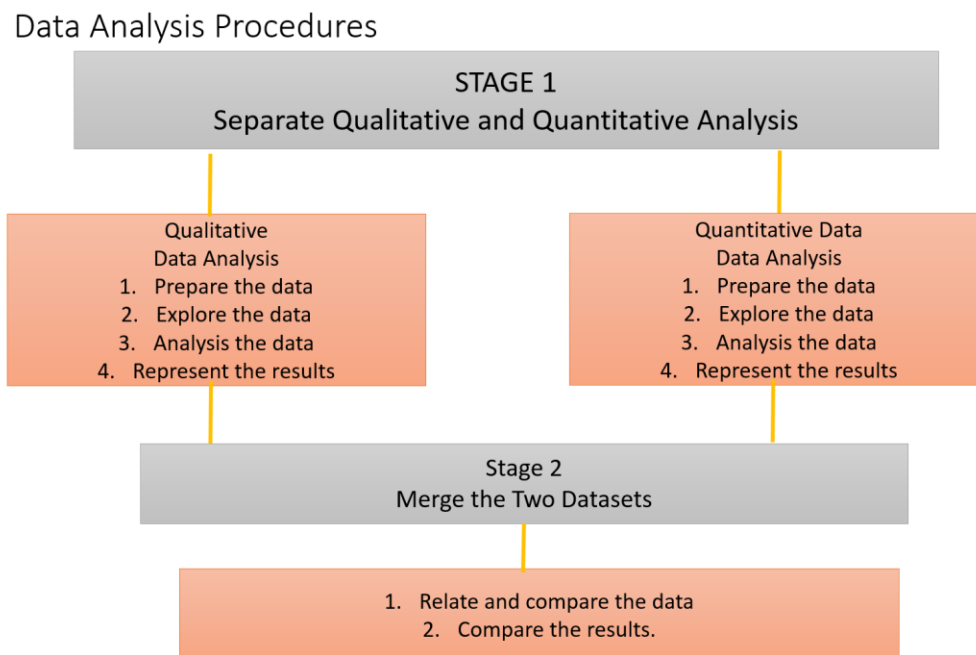 Data Analysis Procedures
STAGE 1
Separate Qualitative and Quantitative Analysis
Qualitative
Data Analysis
1. Prepare the data
2. Explore the data
3. Analysis the data
4. Represent the results
Quantitative Data
Data Analysis
1. Prepare the data
2. Explore the data
3. Analysis the data
4. Represent the results
Stage 2
Merge the Two Datasets
1. Relate and compare the data
2. Compare the results.